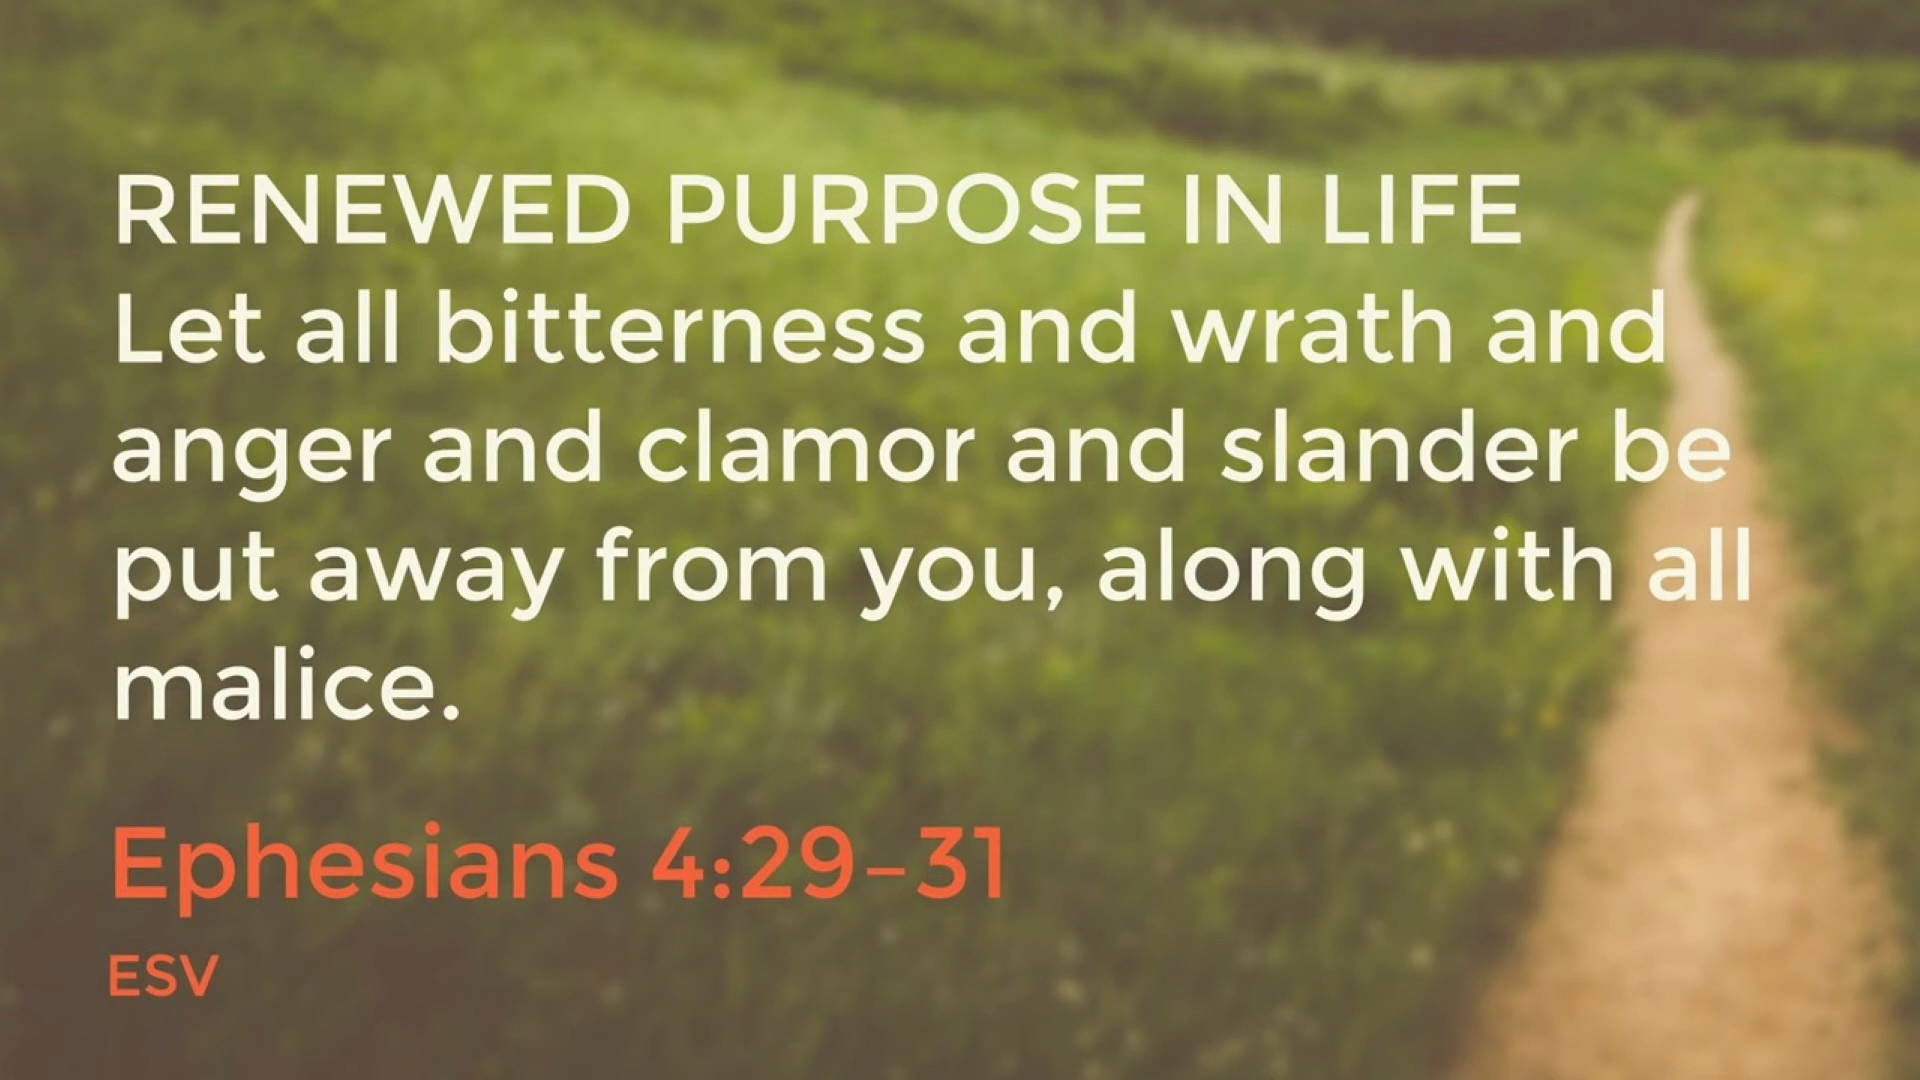 RENEWED PURPOSE IN LIFE
Let all bitterness and wrath and
anger and clamor and slander be
put away from you, along with all
malice.
Ephesians 4:29–31
ESV